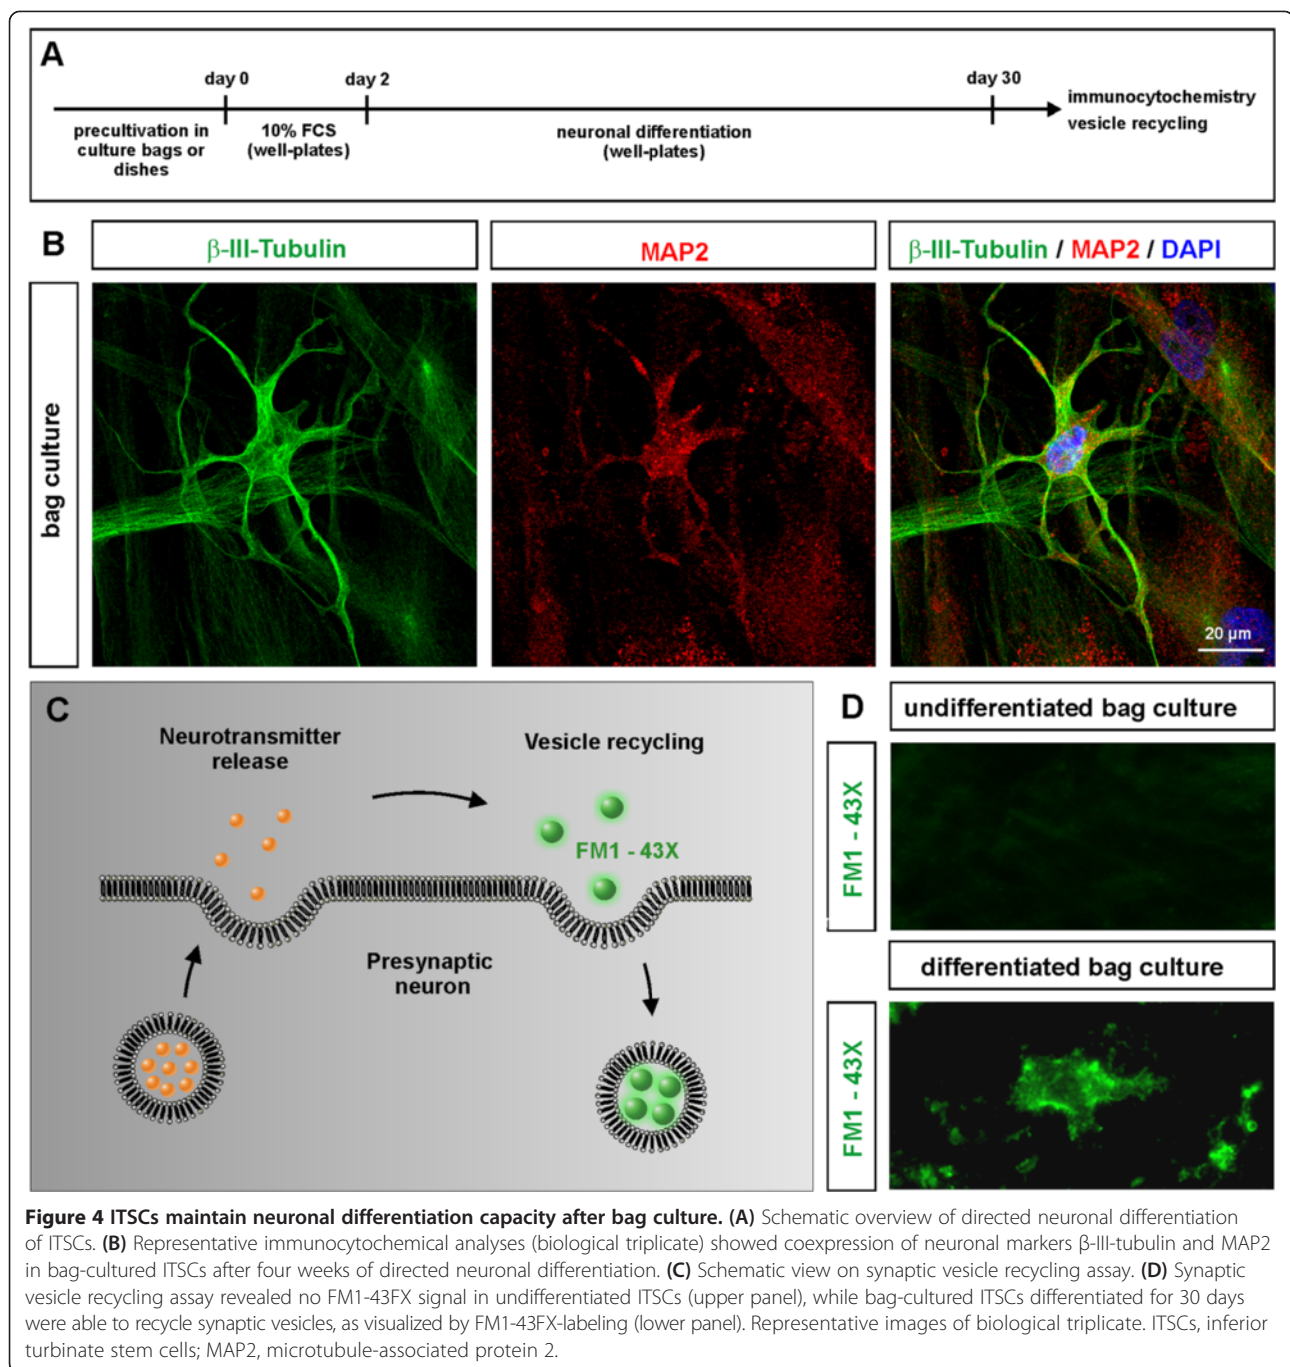 A
day 0
day 2
day 30
precultivation in
culture bags or
dishes
10% FCS
(well-plates)
neuronal differentiation
(well-plates)
immunocytochemistry
vesicle recycling
B
β-III-Tubulin
MAP2
β-III-Tubulin / MAP2 / DAPI
bag culture
20 µm
C
Neurotransmitter
release
Vesicle recycling
FM1 - 43X
Presynaptic
neuron
D
undifferentiated bag culture
FM1 - 43X
differentiated bag culture
FM1 - 43X
Figure 4 ITSCs maintain neuronal differentiation capacity after bag culture. (A) Schematic overview of directed neuronal differentiation
of ITSCs. (B) Representative immunocytochemical analyses (biological triplicate) showed coexpression of neuronal markers β-III-tubulin and MAP2
in bag-cultured ITSCs after four weeks of directed neuronal differentiation. (C) Schematic view on synaptic vesicle recycling assay. (D) Synaptic
vesicle recycling assay revealed no FM1-43FX signal in undifferentiated ITSCs (upper panel), while bag-cultured ITSCs differentiated for 30 days
were able to recycle synaptic vesicles, as visualized by FM1-43FX-labeling (lower panel). Representative images of biological triplicate. ITSCs, inferior
turbinate stem cells; MAP2, microtubule-associated protein 2.